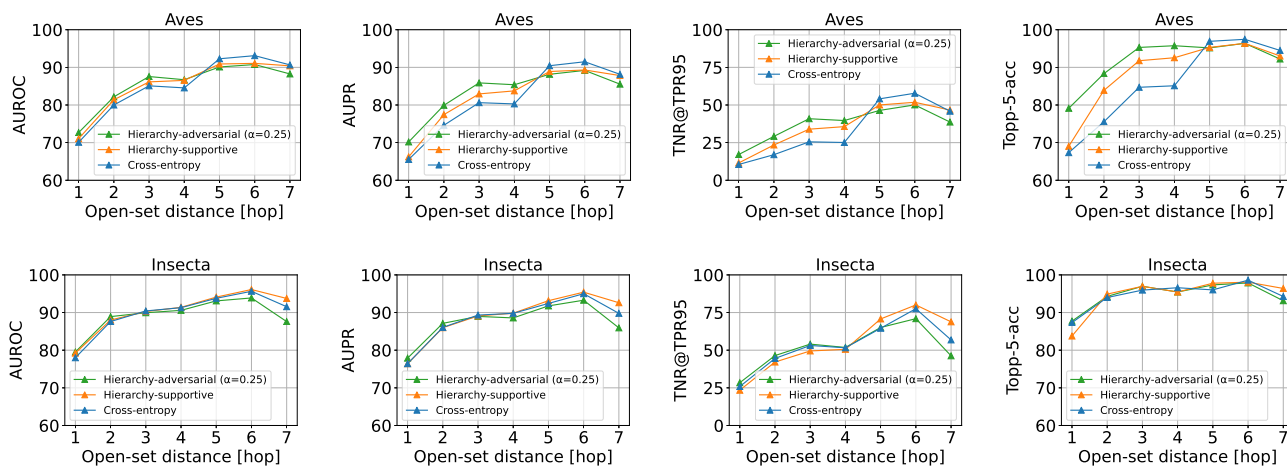 Aves
AUROC
100
90
80
70
60
Hierarchy-adversarial (α=0.25)
Hierarchy-supportive
Cross-entropy
1 2 3 4 5 6 7
Open-set distance [hop]
Aves
AUPR
100
90
80
70
60
Hierarchy-adversarial (α=0.25)
Hierarchy-supportive
Cross-entropy
1 2 3 4 5 6 7
Open-set distance [hop]
Aves
TNR@TPR95
100
75
50
25
0
Hierarchy-adversarial (α=0.25)
Hierarchy-supportive
Cross-entropy
1 2 3 4 5 6 7
Open-set distance [hop]
Aves
Topp-5-acc
100
90
80
70
60
Hierarchy-adversarial (α=0.25)
Hierarchy-supportive
Cross-entropy
1 2 3 4 5 6 7
Open-set distance [hop]
Insecta
AUROC
100
90
80
70
60
Hierarchy-adversarial (α=0.25)
Hierarchy-supportive
Cross-entropy
1 2 3 4 5 6 7
Open-set distance [hop]
Insecta
AUPR
100
90
80
70
60
Hierarchy-adversarial (α=0.25)
Hierarchy-supportive
Cross-entropy
1 2 3 4 5 6 7
Open-set distance [hop]
Insecta
TNR@TPR95
100
75
50
25
0
Hierarchy-adversarial (α=0.25)
Hierarchy-supportive
Cross-entropy
1 2 3 4 5 6 7
Open-set distance [hop]
Insecta
Topp-5-acc
100
90
80
70
60
Hierarchy-adversarial (α=0.25)
Hierarchy-supportive
Cross-entropy
1 2 3 4 5 6 7
Open-set distance [hop]